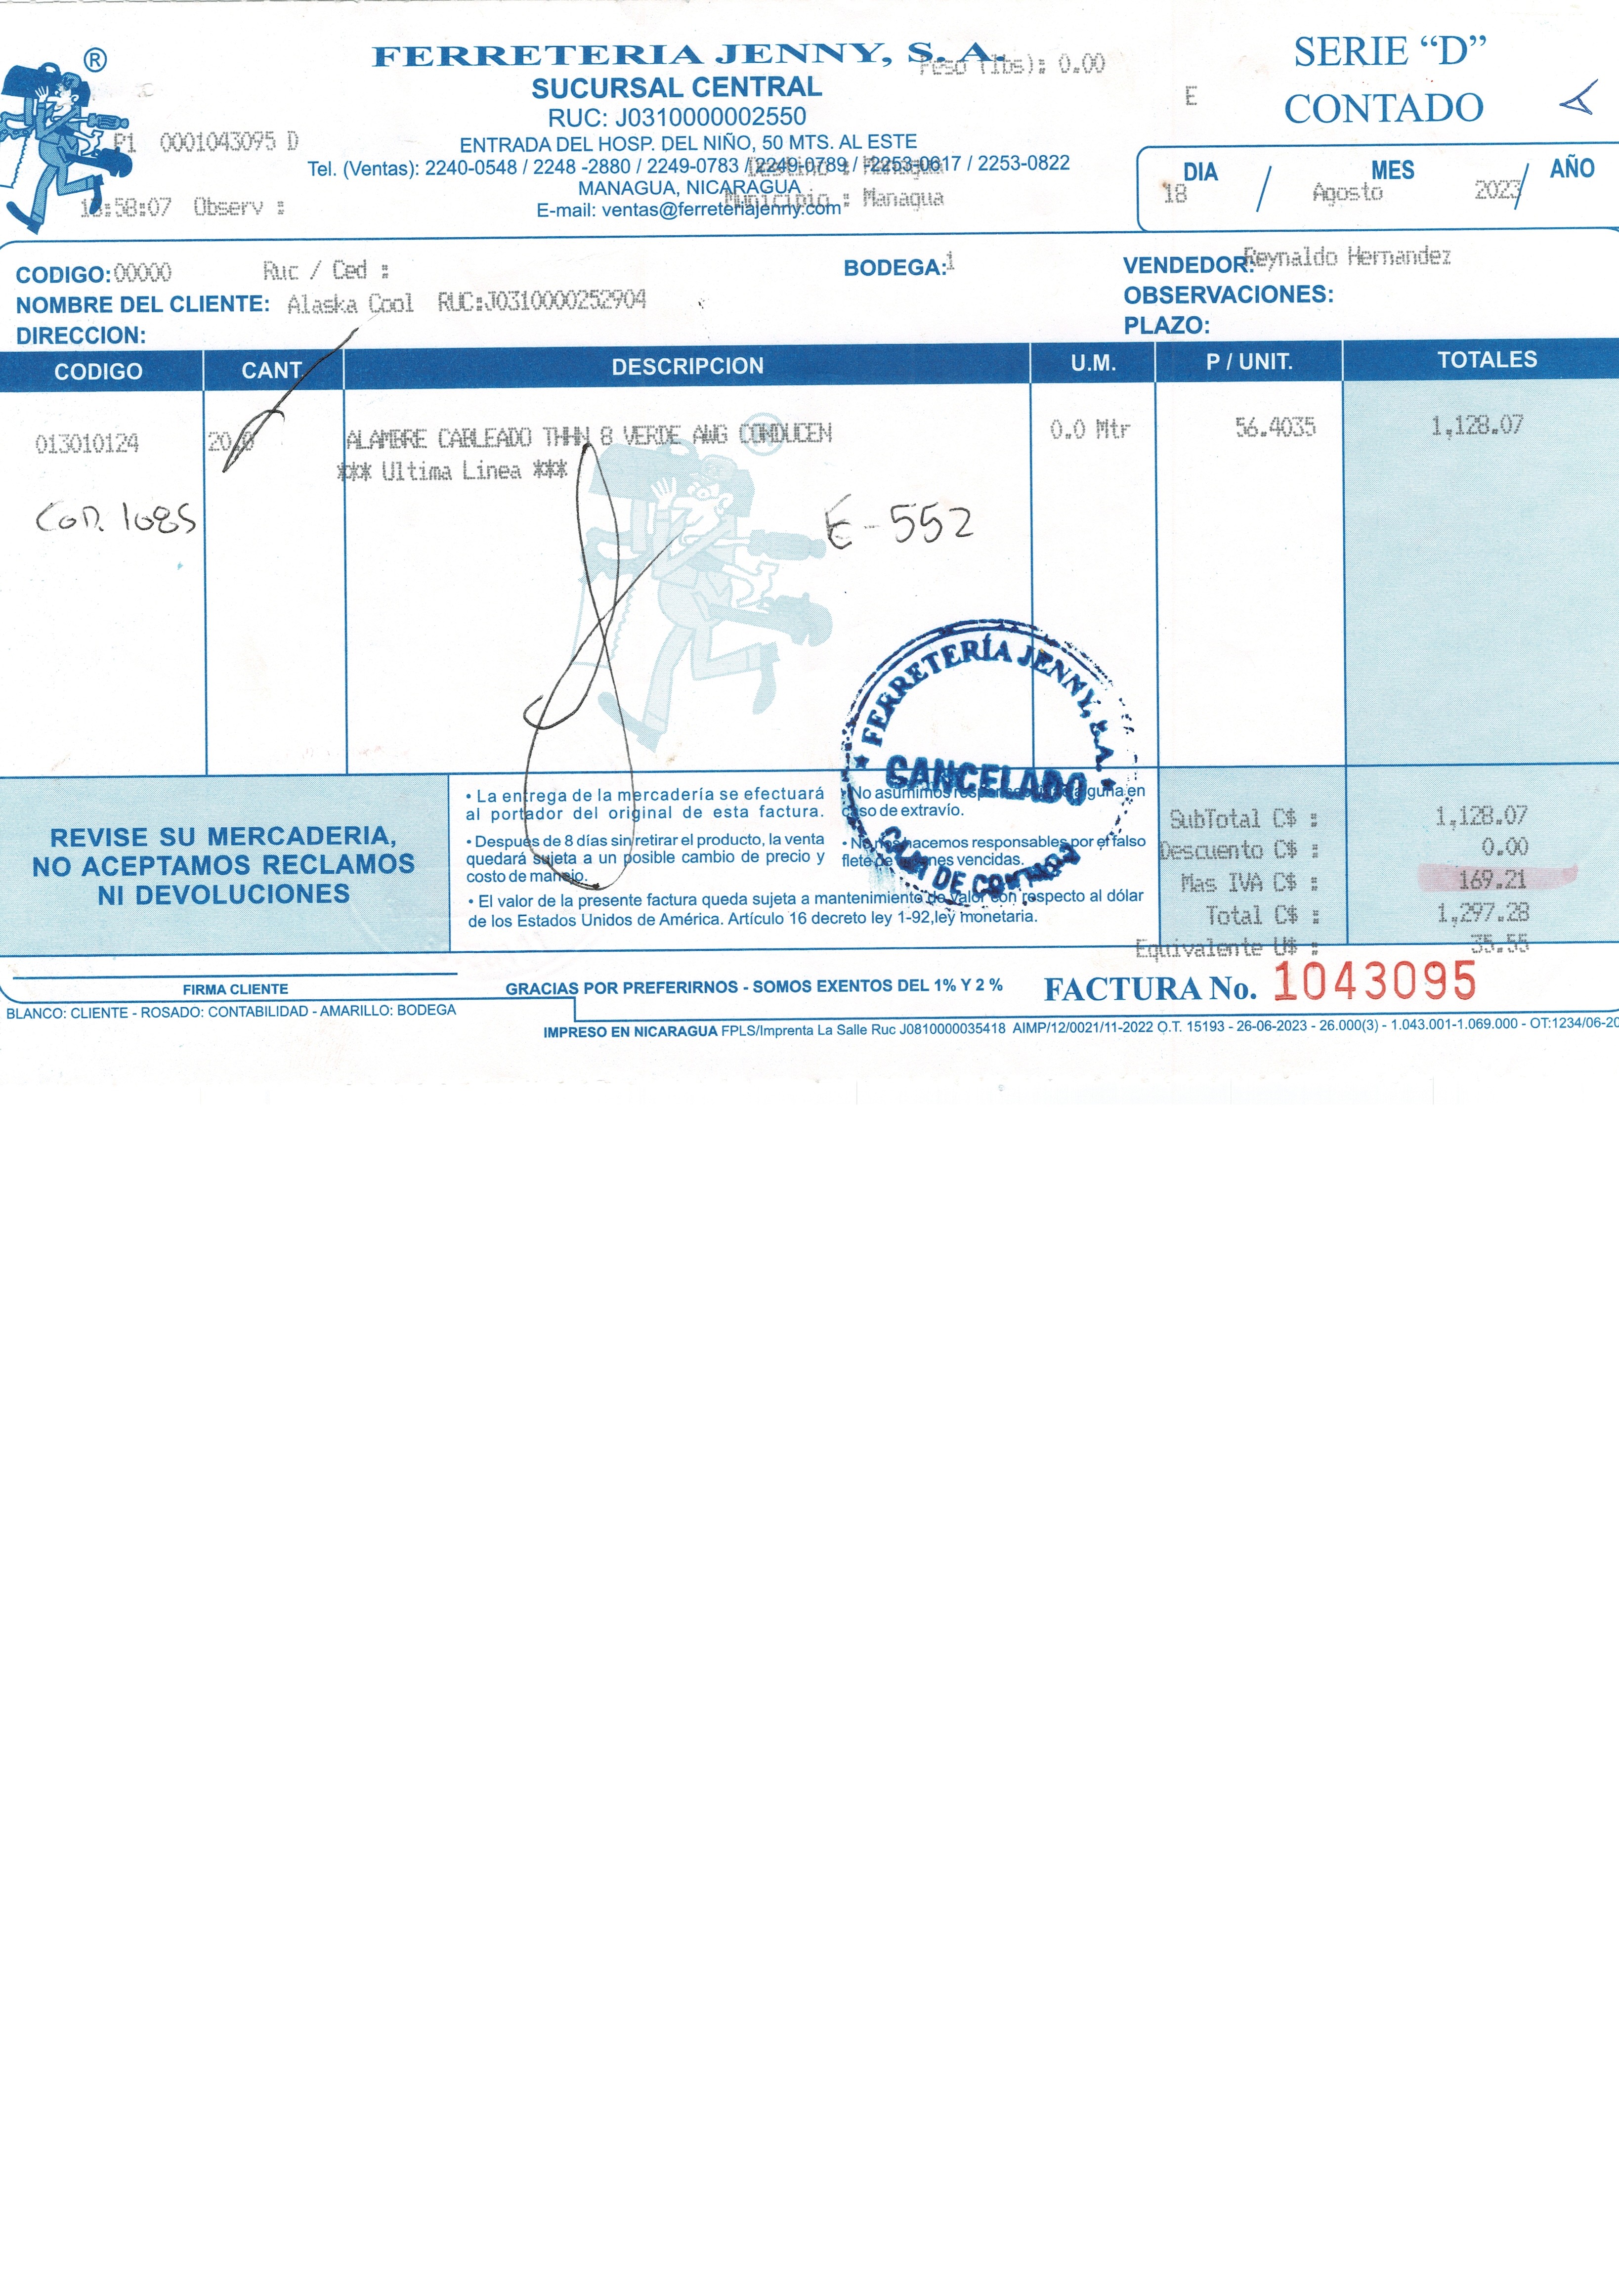 ®
FERRETERIA JENNY, S. A.
Peso (lbs): 0.00
SERIE “D”
CONTADO
E
SUCURSAL CENTRAL
RUC: J0310000002550
P1 0001043095 D
ENTRADA DEL HOSP. DEL NIÑO, 50 MTS. AL ESTE
Tel. (Ventas): 2240-0548 / 2248 -2880 / 2249-0783 / 2249-0789 / 2253-0617 / 2253-0822
: Managua
MANAGUA, NICARAGUA
:58:07 Observ :
Municipio : Managua
E-mail: ventas@ferreteriajenny.com
DIA / MES / AÑO
18 Agosto 2023
CODIGO: 00000 Ruc / Ced :
BODEGA: 1
VENDEDOR: Reynaldo Hernandez
NOMBRE DEL CLIENTE: Alaska Cool RUC:J0310000252904
OBSERVACIONES:
DIRECCION:
PLAZO:
CODIGO CANT. DESCRIPCION U.M. P / UNIT. TOTALES
013010124 20.0 ALAMBRE CABLEADO THHN 8 VERDE AWG CONDUCEN 0.0 Mtr 56.4035 1,128.07
*** Ultima Linea ***
COD. 1085
E-552
FERRETERÍA JENNY, S.A.
CANCELADO
CAJA DE CONTADO
REVISE SU MERCADERIA,
NO ACEPTAMOS RECLAMOS
NI DEVOLUCIONES
• La entrega de la mercadería se efectuará
al portador del original de esta factura.
• Después de 8 días sin retirar el producto, la venta
quedará sujeta a un posible cambio de precio y
costo de manejo.
• No asumimos responsabilidad alguna en
caso de extravío.
• No nos hacemos responsables por el falso
flete de vencidas.
• El valor de la presente factura queda sujeta a mantenimiento de valor con respecto al dólar
de los Estados Unidos de América. Artículo 16 decreto ley 1-92,ley monetaria.
SubTotal C$ : 1,128.07
Descuento C$ : 0.00
Mas IVA C$ : 169.21
Total C$ : 1,297.28
Equivalente U$ : 35.55
FIRMA CLIENTE
GRACIAS POR PREFERIRNOS - SOMOS EXENTOS DEL 1% Y 2 %
FACTURA No. 1043095
BLANCO: CLIENTE - ROSADO: CONTABILIDAD - AMARILLO: BODEGA
IMPRESO EN NICARAGUA FPLS/Imprenta La Salle Ruc J0810000035418 AIMP/12/0021/11-2022 O.T. 15193 - 26-06-2023 - 26.000(3) - 1.043.001-1.069.000 - OT:1234/06-20